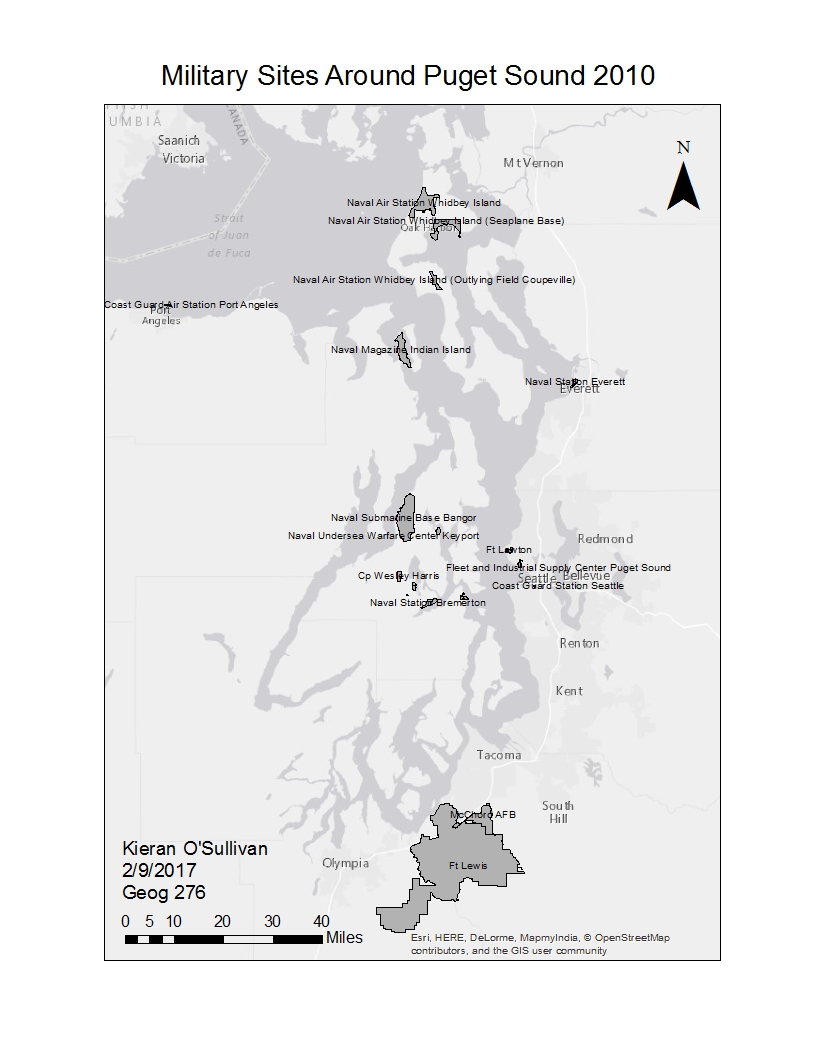 Military Sites Around Puget Sound 2010
UMBIA
CANADA
Saanich
Victoria
Mt Vernon
N
Naval Air Station Whidbey Island
Naval Air Station Whidbey Island (Seaplane Base)
Oak Harbor
Strait
of Juan
de Fuca
Naval Air Station Whidbey Island (Outlying Field Coupeville)
Coast Guard Air Station Port Angeles
Port
Angeles
Naval Magazine Indian Island
Naval Station Everett
Everett
Naval Submarine Base Bangor
Naval Undersea Warfare Center Keyport
Redmond
Ft Lawton
Fleet and Industrial Supply Center Puget Sound
Cp Wesley Harris
Seattle
Bellevue
Coast Guard Station Seattle
Naval Station Bremerton
Renton
Kent
Tacoma
South
Hill
McChord AFB
Ft Lewis
Olympia
Kieran O'Sullivan
2/9/2017
Geog 276
0 5 10 20 30 40
Miles
Esri, HERE, DeLorme, MapmyIndia, © OpenStreetMap
contributors, and the GIS user community